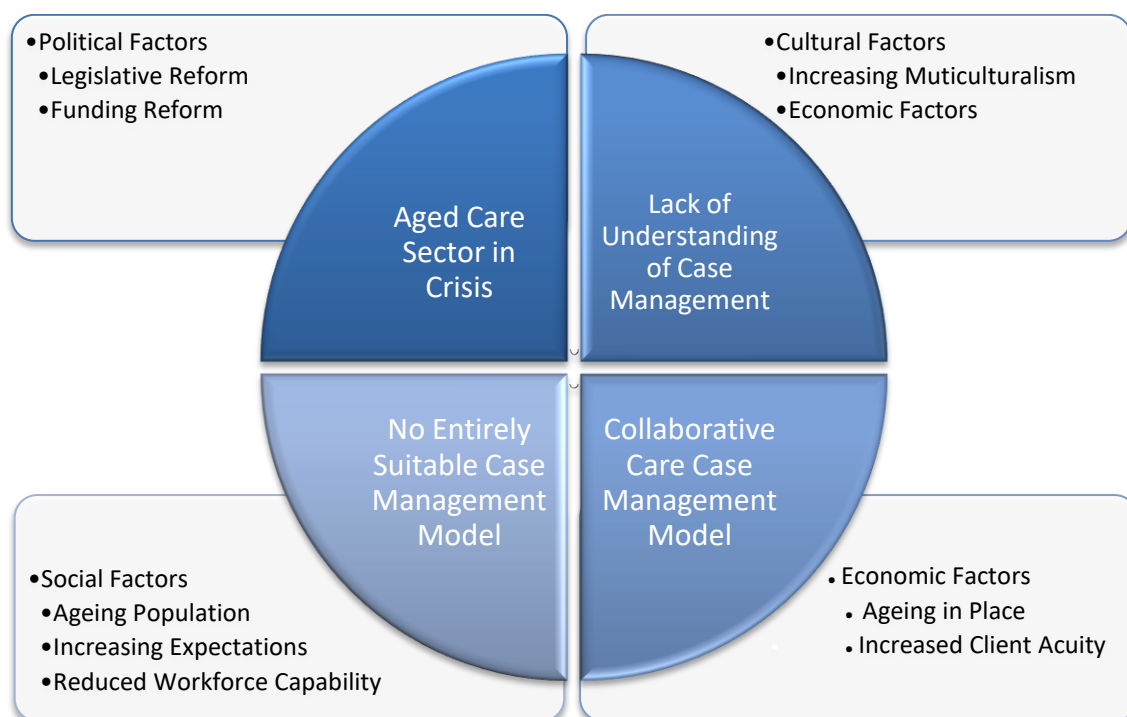 •Political Factors
•Legislative Reform
•Funding Reform
•Cultural Factors
•Increasing Muticulturalism
•Economic Factors
Aged Care
Sector in
Crisis
Lack of
Understanding
of Case
Management
No Entirely
Suitable Case
Management
Model
Collaborative
Care Case
Management
Model
•Social Factors
•Ageing Population
•Increasing Expectations
•Reduced Workforce Capability
• Economic Factors
• Ageing in Place
• Increased Client Acuity